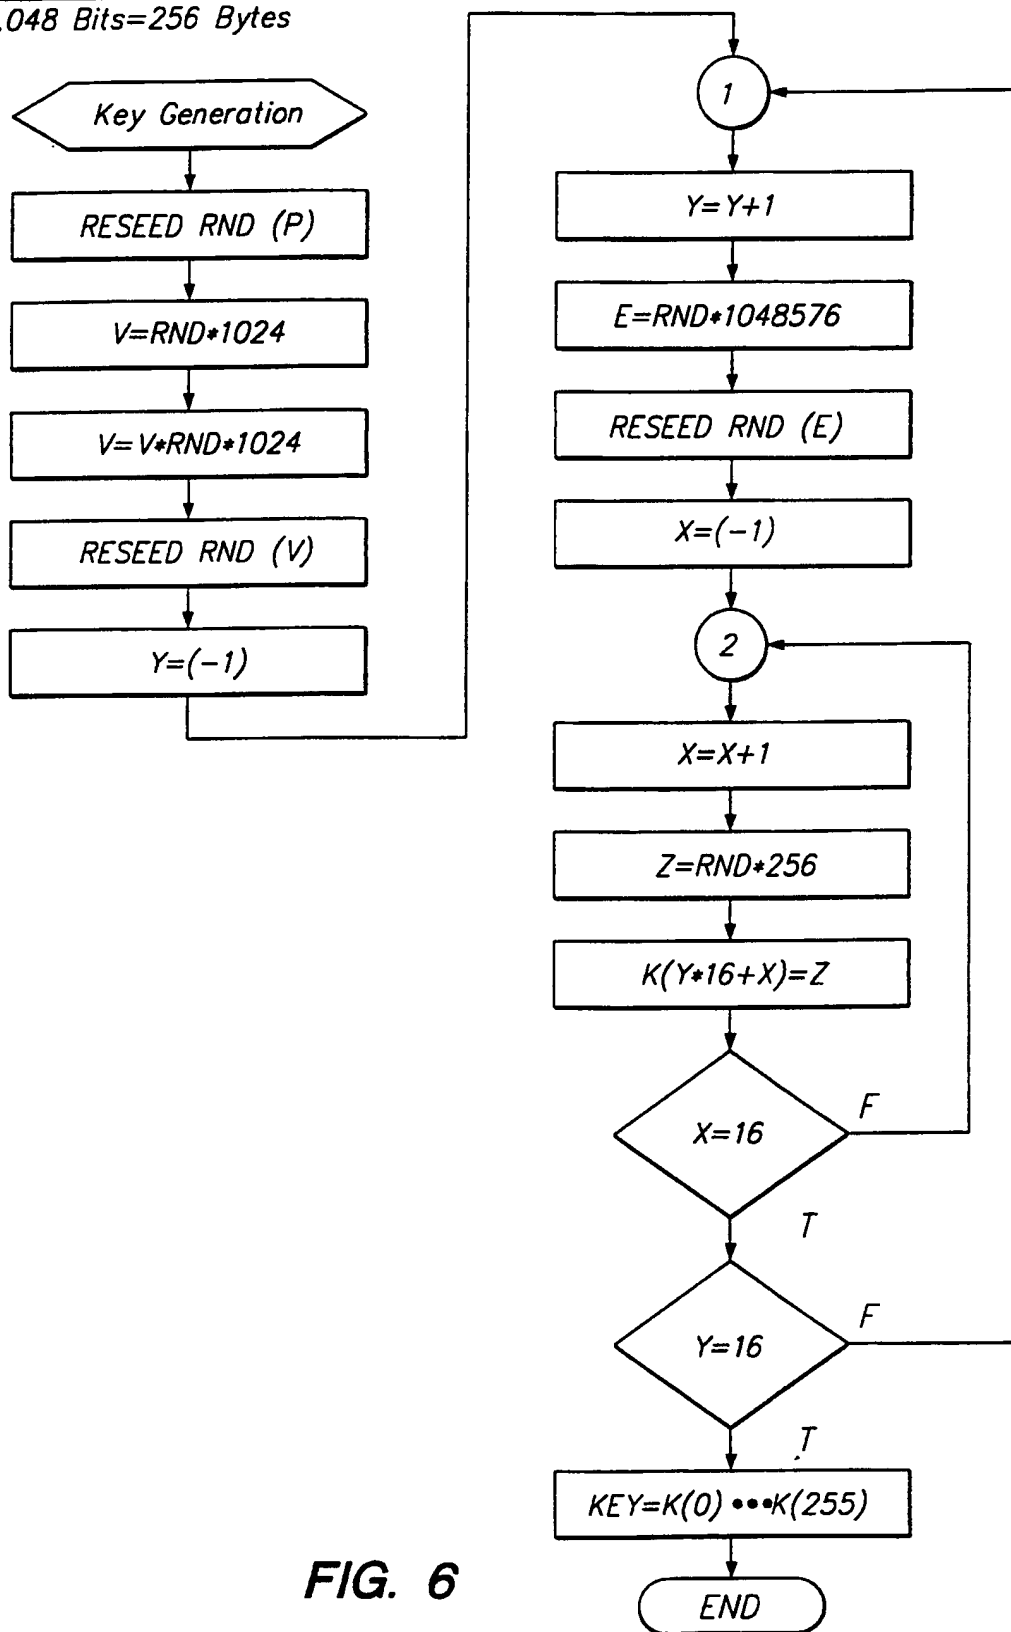 .048 Bits=256 Bytes
Key Generation
RESEED RND (P)
V=RND*1024
V=V*RND*1024
RESEED RND (V)
Y=(-1)
1
Y=Y+1
E=RND*1048576
RESEED RND (E)
X=(-1)
2
X=X+1
Z=RND*256
K(Y*16+X)=Z
X=16
F
T
Y=16
F
T
KEY=K(0) •••K(255)
END
FIG. 6